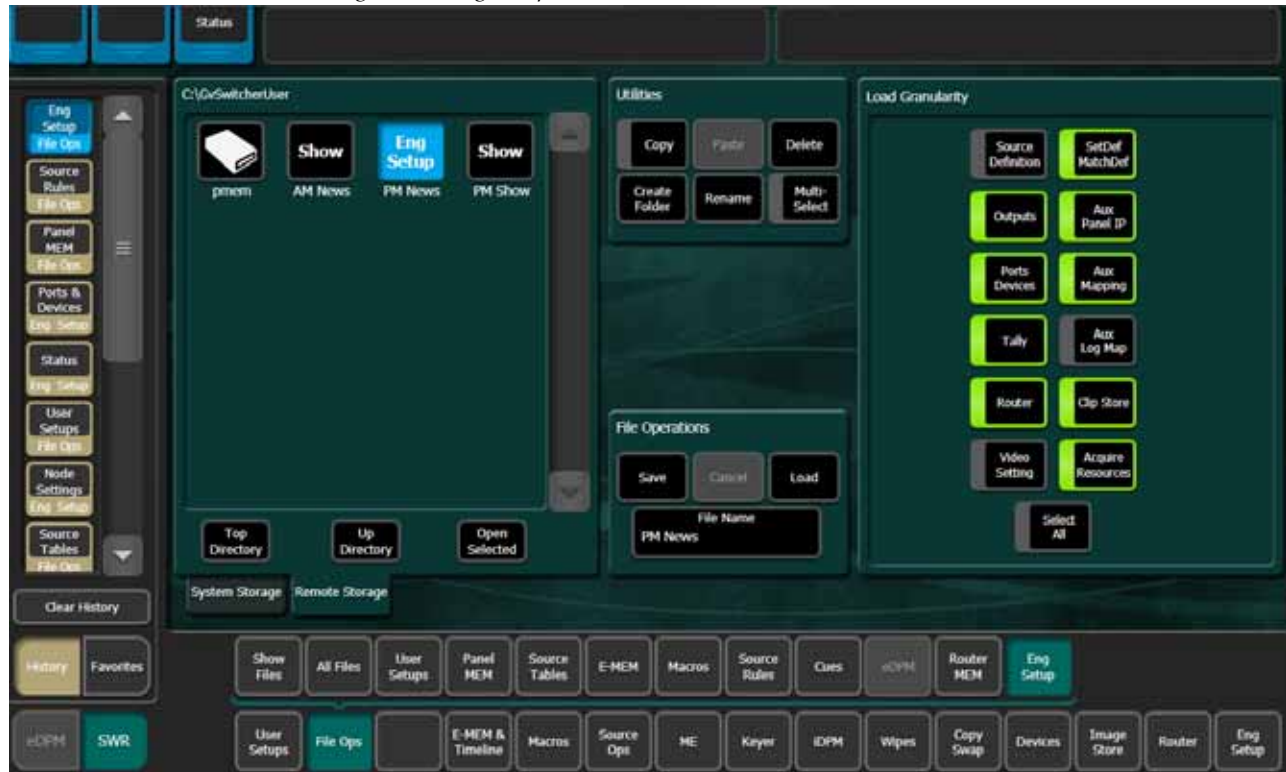 Status
Eng
Setup
File Ops
Source
Rules
File Ops
Panel
MEM
File Ops
Ports &
Devices
Eng Setup
Status
Eng Setup
User
Setups
File Ops
Node
Settings
Eng Setup
Source
Tables
File Ops
Clear History
History
Favorites
eDPM
SWR
C:\GvSwitcherUser
pmem
Show
AM News
Eng
Setup
PM News
Show
PM Show
Top
Directory
Up
Directory
Open
Selected
System Storage
Remote Storage
Utilities
Copy
Paste
Delete
Create
Folder
Rename
Multi-
Select
File Operations
Save
Cancel
Load
File Name
PM News
Load Granularity
Source
Definition
SetDef
MatchDef
Outputs
Aux
Panel IP
Ports
Devices
Aux
Mapping
Tally
Aux
Log Map
Router
Clip Store
Video
Setting
Acquire
Resources
Select
All
Show
Files
All Files
User
Setups
Panel
MEM
Source
Tables
E-MEM
Macros
Source
Rules
Cues
eDPM
Router
MEM
Eng
Setup
User
Setups
File Ops
E-MEM &
Timeline
Macros
Source
Ops
ME
Keyer
iDPM
Wipes
Copy
Swap
Devices
Image
Store
Router
Eng
Setup